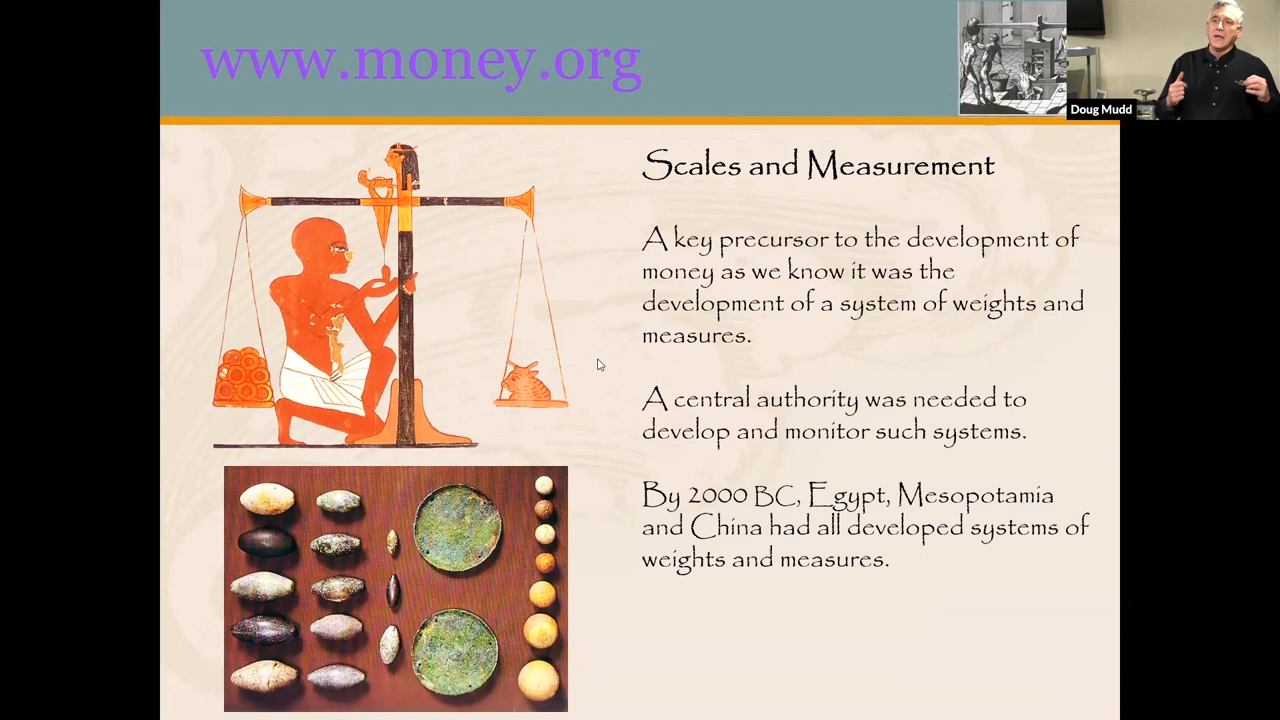 www.money.org
Doug Mudd
Scales and Measurement
A key precursor to the development of
money as we know it was the
development of a system of weights and
measures.
A central authority was needed to
develop and monitor such systems.
By 2000 BC, Egypt, Mesopotamia
and China had all developed systems of
weights and measures.